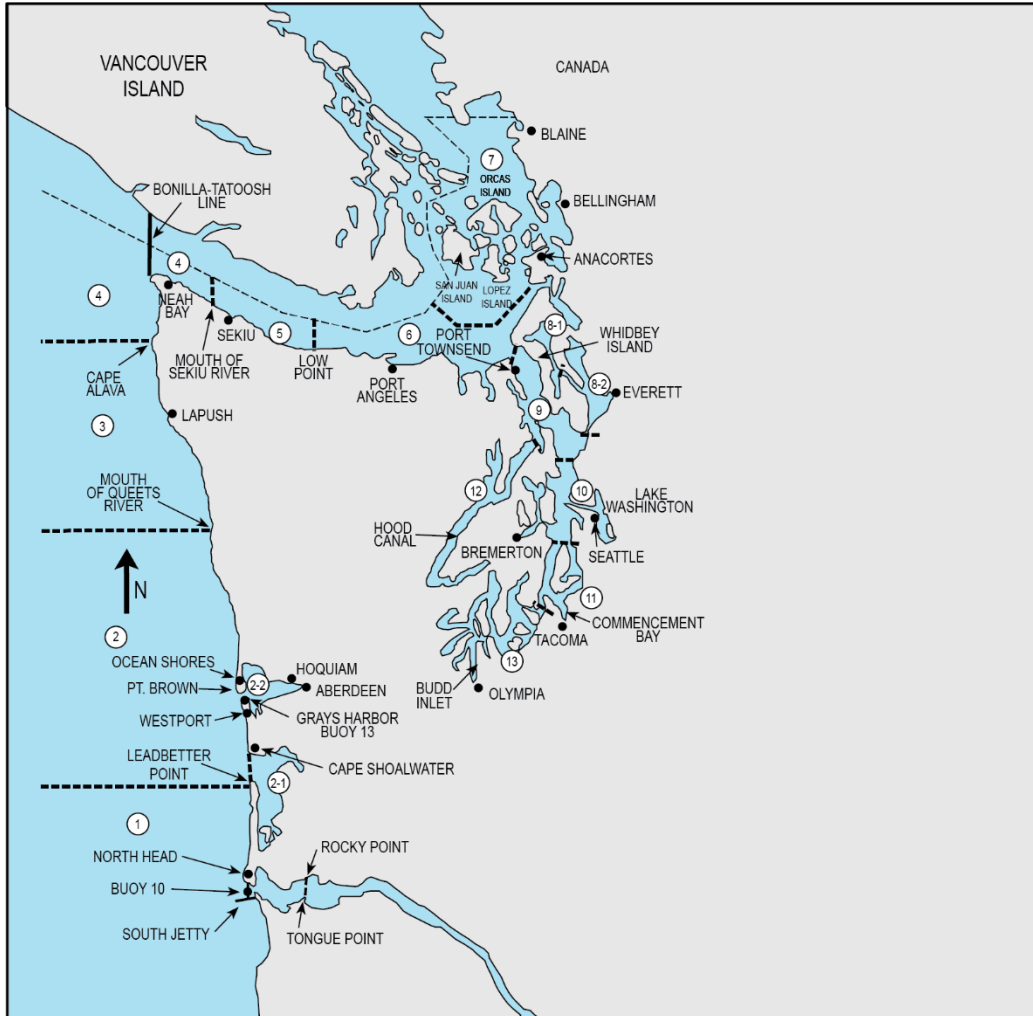 VANCOUVER
ISLAND
CANADA
BLAINE
7
ORCAS
ISLAND
BONILLA-TATOOSH
LINE
BELLINGHAM
ANACORTES
4
4
NEAH
BAY
SAN JUAN
ISLAND
LOPEZ
ISLAND
SEKIU
5
6
MOUTH OF
SEKIU RIVER
LOW
POINT
PORT
TOWNSEND
8-1
WHIDBEY
ISLAND
CAPE
ALAVA
PORT
ANGELES
8-2
EVERETT
LAPUSH
3
9
MOUTH
OF QUEETS
RIVER
12
10
LAKE
WASHINGTON
HOOD
CANAL
BREMERTON
SEATTLE
N
11
COMMENCEMENT
BAY
TACOMA
2
13
OCEAN SHORES
HOQUIAM
2-2
PT. BROWN
ABERDEEN
BUDD
INLET
OLYMPIA
WESTPORT
GRAYS HARBOR
BUOY 13
LEADBETTER
POINT
CAPE SHOALWATER
2-1
1
NORTH HEAD
ROCKY POINT
BUOY 10
SOUTH JETTY
TONGUE POINT